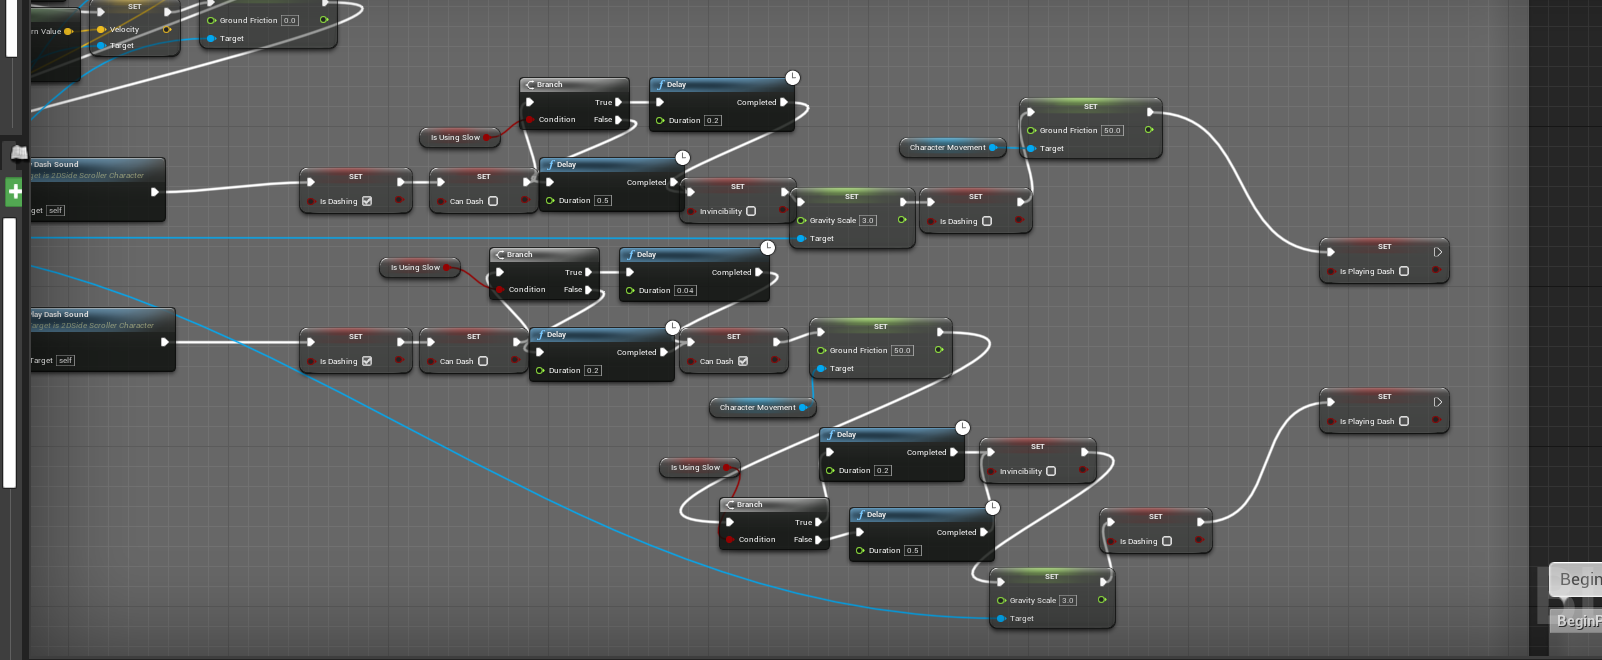 SET
rn Value
Velocity
Target
Ground Friction 0.0
Target
Branch
True
Condition
False
Delay
Completed
Duration 0.2
Is Using Slow
Dash Sound
get is 2DSide Scroller Character
get self
SET
Is Dashing
SET
Can Dash
Delay
Completed
Duration 0.5
SET
Invincibility
SET
Gravity Scale 3.0
Target
SET
Is Dashing
Character Movement
SET
Ground Friction 50.0
Target
SET
Is Playing Dash
Is Using Slow
Branch
True
Condition
False
Delay
Completed
Duration 0.04
lay Dash Sound
arget is 2DSide Scroller Character
Target self
SET
Is Dashing
SET
Can Dash
Delay
Completed
Duration 0.2
SET
Can Dash
SET
Ground Friction 50.0
Target
Character Movement
SET
Is Playing Dash
Delay
Completed
Duration 0.2
SET
Invincibility
Is Using Slow
Branch
True
Condition
False
Delay
Completed
Duration 0.5
SET
Is Dashing
SET
Gravity Scale 3.0
Target
Begin
BeginP